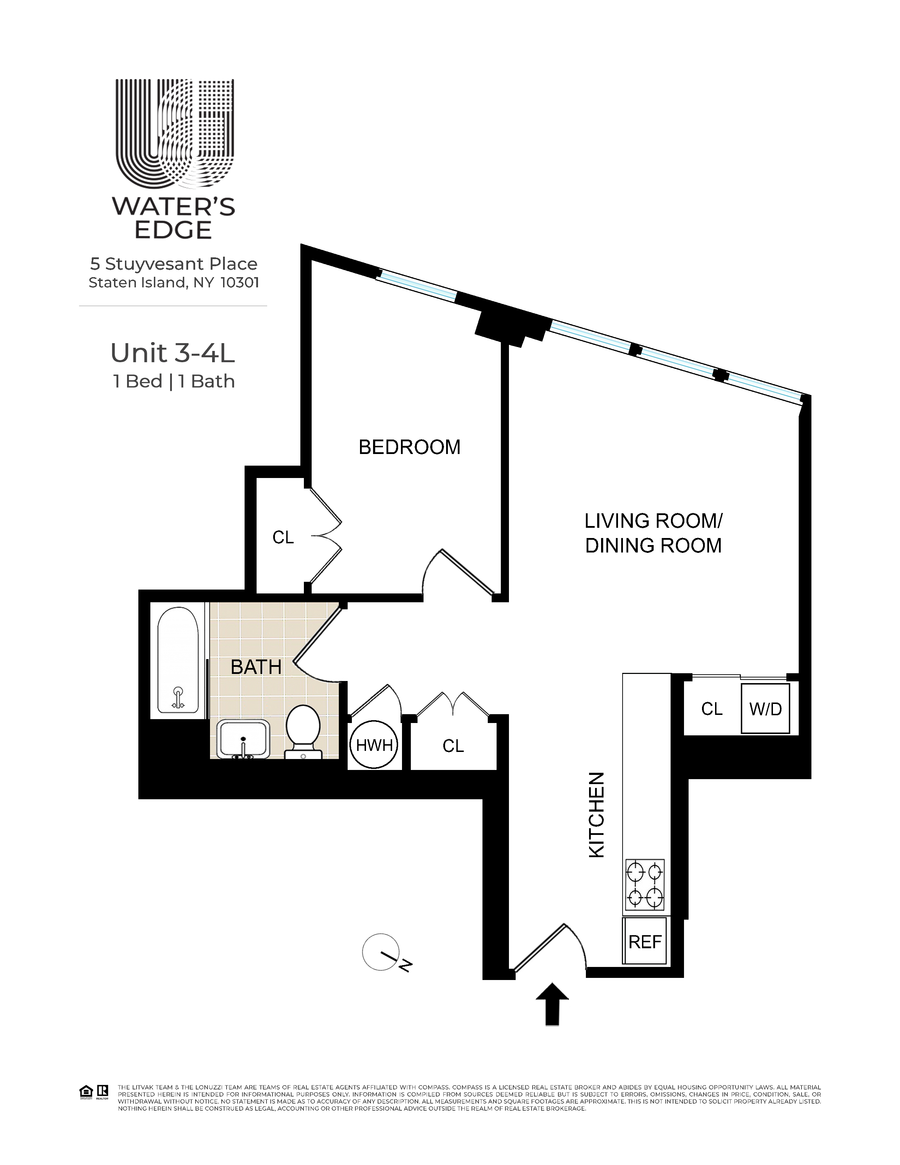 WATER'S
EDGE
5 Stuyvesant Place
Staten Island, NY 10301
Unit 3-4L
1 Bed | 1 Bath
BEDROOM
LIVING ROOM/
DINING ROOM
CL
BATH
CL
W/D
HWH
CL
KITCHEN
REF
N
THE LITVAK TEAM & THE LONUZZI TEAM ARE TEAMS OF REAL ESTATE AGENTS AFFILIATED WITH COMPASS. COMPASS IS A LICENSED REAL ESTATE BROKER AND ABIDES BY EQUAL HOUSING OPPORTUNITY LAWS. ALL MATERIAL
PRESENTED HEREIN IS INTENDED FOR INFORMATIONAL PURPOSES ONLY. INFORMATION IS COMPILED FROM SOURCES DEEMED RELIABLE BUT IS SUBJECT TO ERRORS, OMISSIONS, CHANGES IN PRICE, CONDITION, SALE, OR
WITHDRAWAL WITHOUT NOTICE. NO STATEMENT IS MADE AS TO ACCURACY OF ANY DESCRIPTION. ALL MEASUREMENTS AND SQUARE FOOTAGES ARE APPROXIMATE. THIS IS NOT INTENDED TO SOLICIT PROPERTY ALREADY LISTED.
NOTHING HEREIN SHALL BE CONSTRUED AS LEGAL, ACCOUNTING OR OTHER PROFESSIONAL ADVICE OUTSIDE THE REALM OF REAL ESTATE BROKERAGE.